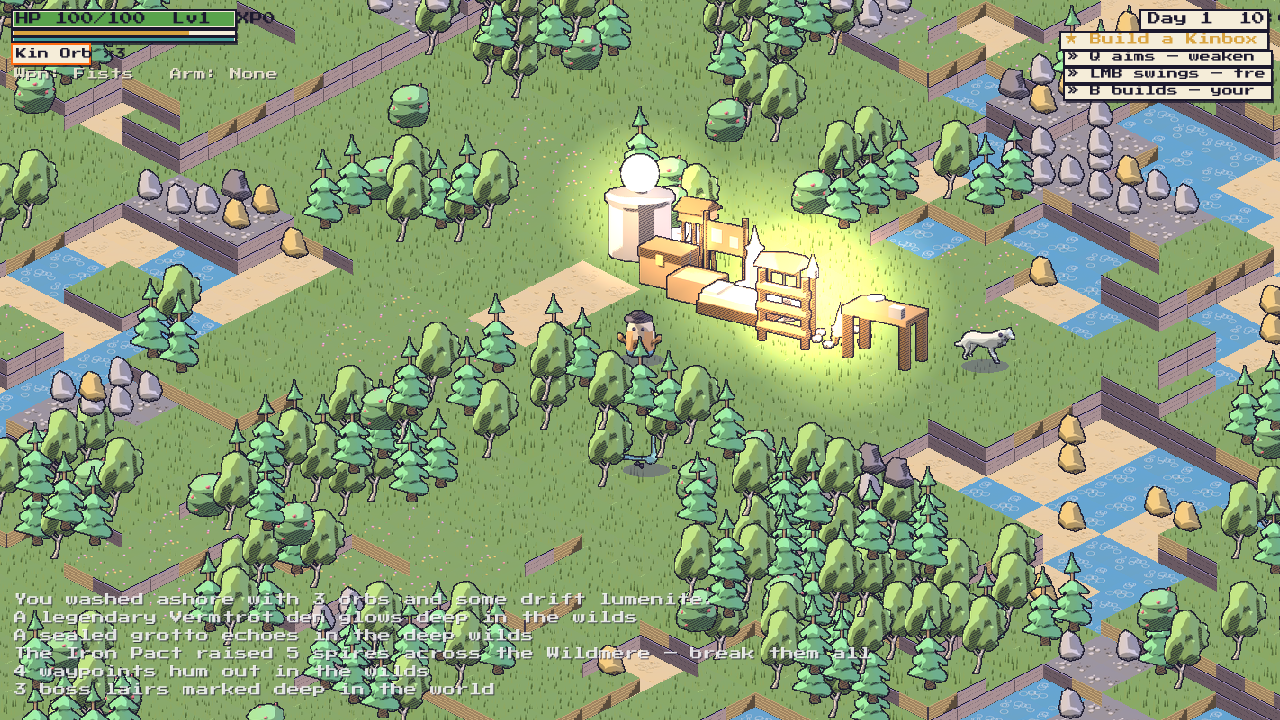 HP 100/100 Lv1 XP0
Day 1 10
Kin Orb x3
★ Build a Kinbox
» Q aims — weaken
Wpn: Fists Arm: None
» LMB swings — fre
» B builds — your
You washed ashore with 3 orbs and some drift lumenite.
A legendary Vermtrot den glows deep in the wilds
A sealed grotto echoes in the deep wilds
The Iron Pact raised 5 spires across the Wildmere — break them all
4 waypoints hum out in the wilds
3 boss lairs marked deep in the world